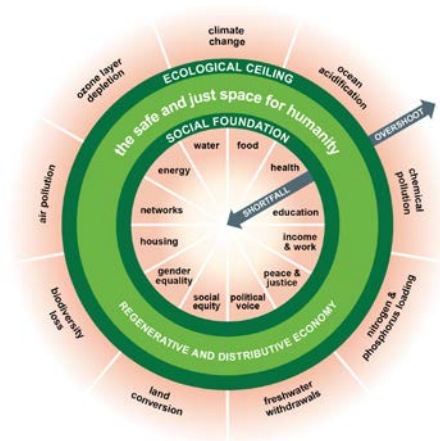 climate
change
ocean
acidification
OVERSHOOT
chemical
pollution
nitrogen &
phosphorus loading
freshwater
withdrawals
land
conversion
biodiversity
loss
air pollution
ozone layer
depletion
ECOLOGICAL CEILING
the safe and just space for humanity
SOCIAL FOUNDATION
water
food
health
SHORTFALL
education
income
& work
peace &
justice
political
voice
social
equity
gender
equality
housing
networks
energy
REGENERATIVE AND DISTRIBUTIVE ECONOMY